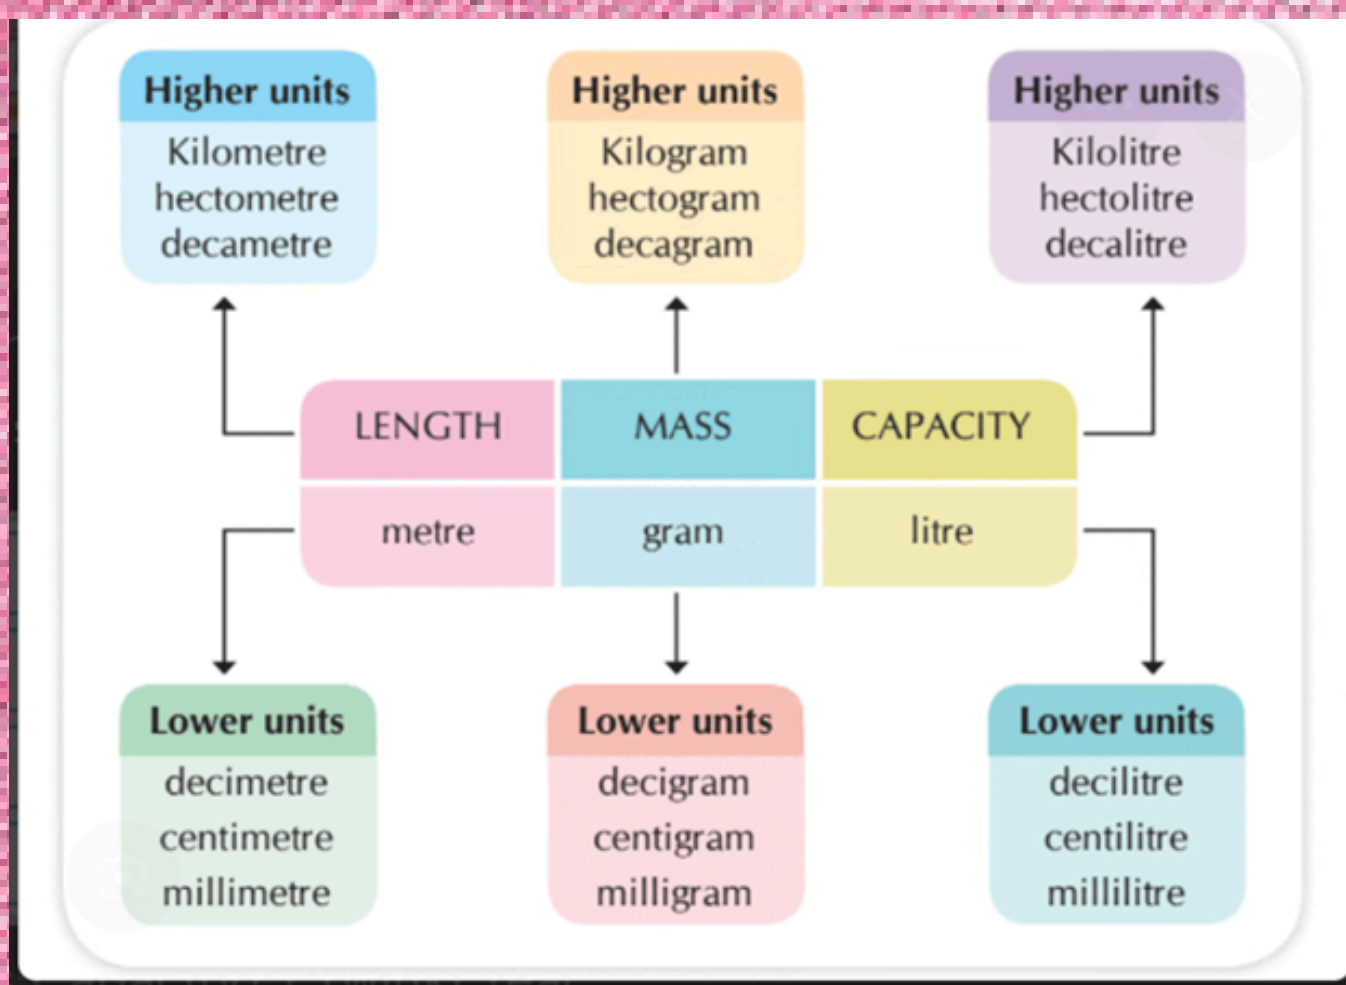 Higher units
Kilometre
hectometre
decametre
Higher units
Kilogram
hectogram
decagram
Higher units
Kilolitre
hectolitre
decalitre
LENGTH
MASS
CAPACITY
metre
gram
litre
Lower units
decimetre
centimetre
millimetre
Lower units
decigram
centigram
milligram
Lower units
decilitre
centilitre
millilitre